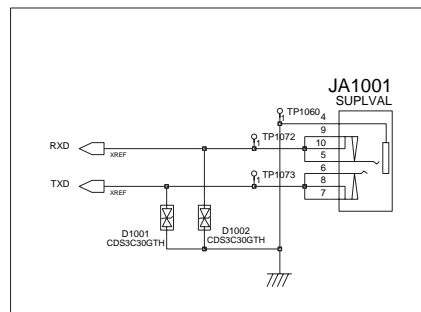 JA1001
SUPLVAL
TP1060
1
4
9
TP1072
1
10
RXD
XREF
5
6
TP1073
1
8
TXD
XREF
7
D1001
CDS3C30GTH
D1002
CDS3C30GTH